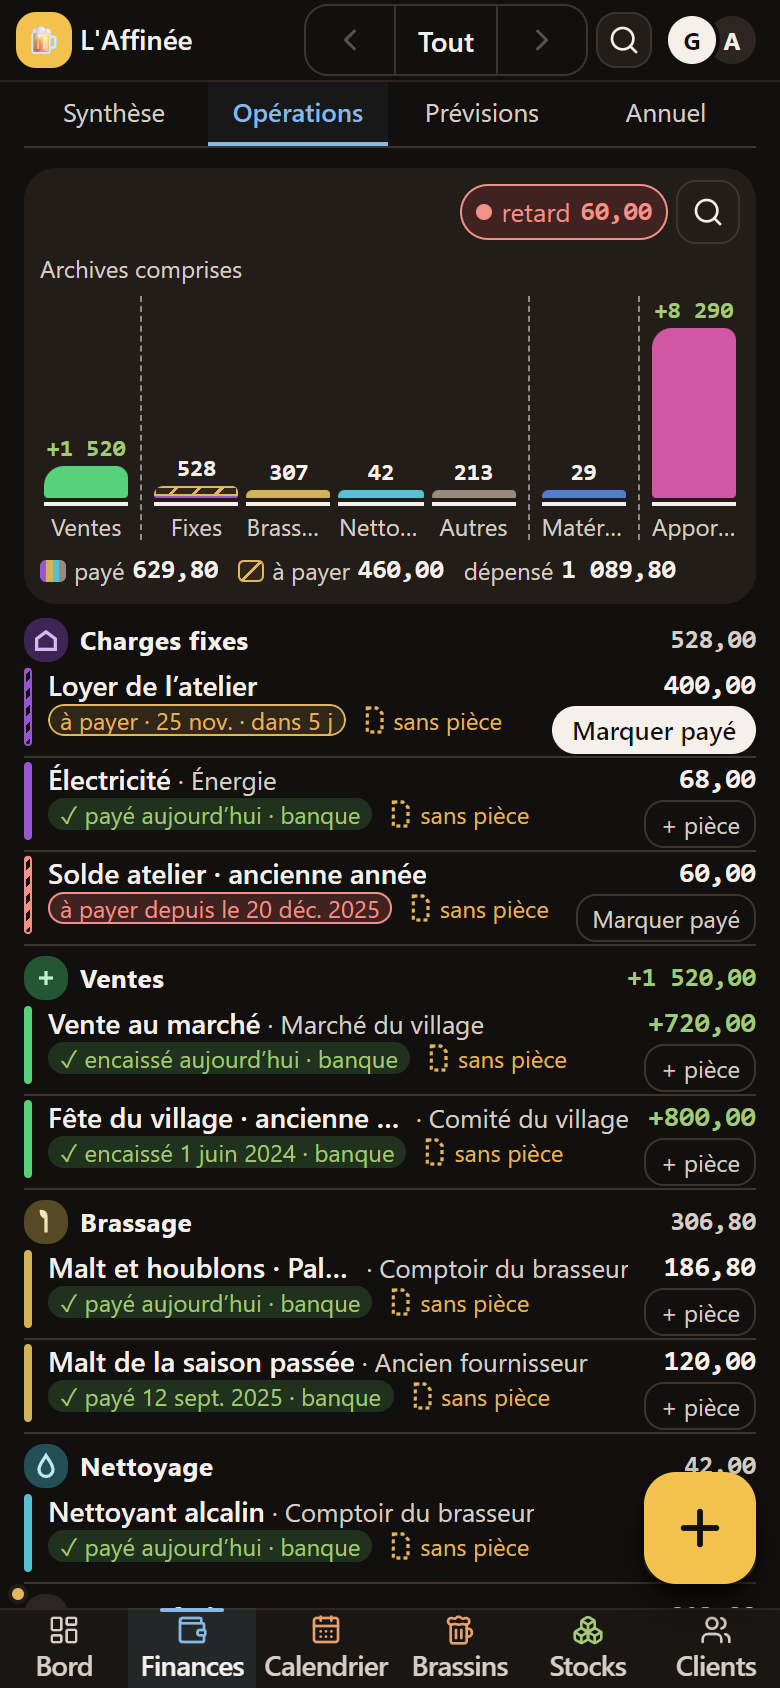 L'Affinée
Tout
G A
Synthèse Opérations Prévisions Annuel
retard 60,00
Archives comprises
+8 290
+1 520
528 307 42 213 29
Ventes Fixes Brass... Netto... Autres Matér... Appor...
payé 629,80 à payer 460,00 dépensé 1 089,80
Charges fixes 528,00
Loyer de l’atelier 400,00
à payer · 25 nov. · dans 5 j sans pièce Marquer payé
Électricité · Énergie 68,00
✓ payé aujourd’hui · banque sans pièce + pièce
Solde atelier · ancienne année 60,00
à payer depuis le 20 déc. 2025 sans pièce Marquer payé
Ventes +1 520,00
Vente au marché · Marché du village +720,00
✓ encaissé aujourd’hui · banque sans pièce + pièce
Fête du village · ancienne ... · Comité du village +800,00
✓ encaissé 1 juin 2024 · banque sans pièce + pièce
Brassage 306,80
Malt et houblons · Pal... · Comptoir du brasseur 186,80
✓ payé aujourd’hui · banque sans pièce + pièce
Malt de la saison passée · Ancien fournisseur 120,00
✓ payé 12 sept. 2025 · banque sans pièce + pièce
Nettoyage 42,00
Nettoyant alcalin · Comptoir du brasseur
✓ payé aujourd’hui · banque sans pièce
Bord Finances Calendrier Brassins Stocks Clients